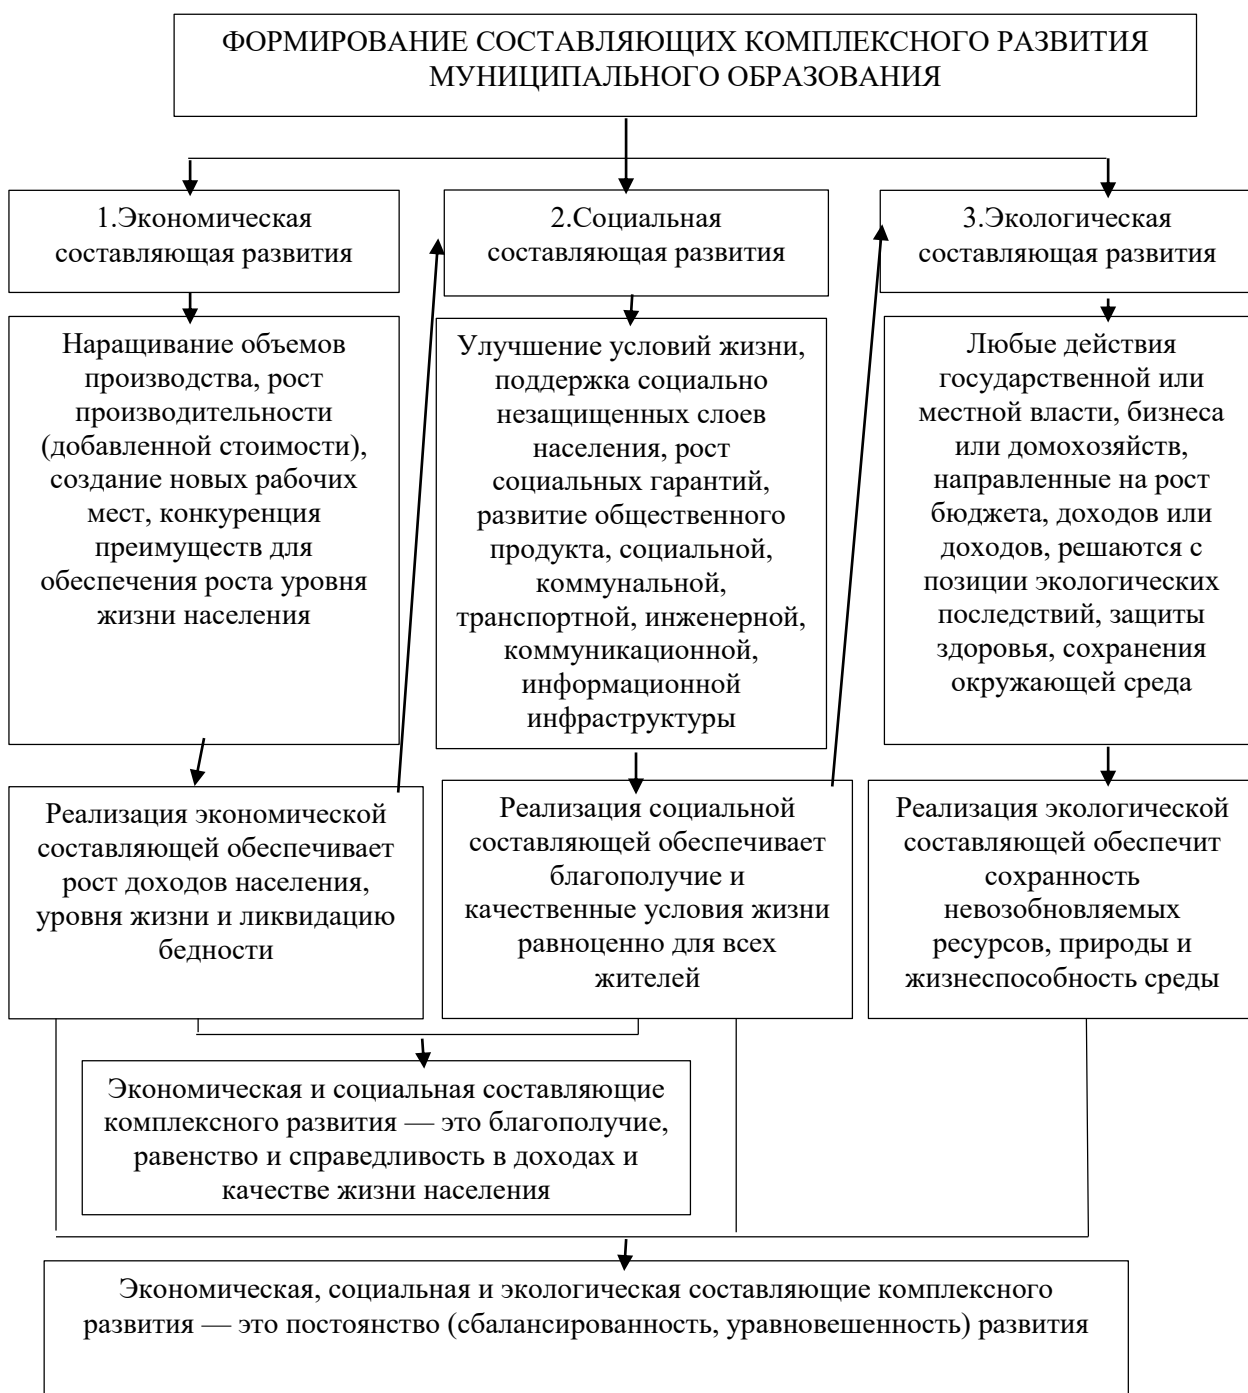 ФОРМИРОВАНИЕ СОСТАВЛЯЮЩИХ КОМПЛЕКСНОГО РАЗВИТИЯ
МУНИЦИПАЛЬНОГО ОБРАЗОВАНИЯ
1.Экономическая
составляющая развития
2.Социальная
составляющая развития
3.Экологическая
составляющая развития
Наращивание объемов
производства, рост
производительности
(добавленной стоимости),
создание новых рабочих
мест, конкуренция
преимуществ для
обеспечения роста уровня
жизни населения
Улучшение условий жизни,
поддержка социально
незащищенных слоев
населения, рост
социальных гарантий,
развитие общественного
продукта, социальной,
коммунальной,
транспортной, инженерной,
коммуникационной,
информационной
инфраструктуры
Любые действия
государственной или
местной власти, бизнеса
или домохозяйств,
направленные на рост
бюджета, доходов или
доходов, решаются с
позиции экологических
последствий, защиты
здоровья, сохранения
окружающей среда
Реализация экономической
составляющей обеспечивает
рост доходов населения,
уровня жизни и ликвидацию
бедности
Реализация социальной
составляющей обеспечивает
благополучие и
качественные условия жизни
равноценно для всех
жителей
Реализация экологической
составляющей обеспечит
сохранность
невозобновляемых
ресурсов, природы и
жизнеспособность среды
Экономическая и социальная составляющие
комплексного развития — это благополучие,
равенство и справедливость в доходах и
качестве жизни населения
Экономическая, социальная и экологическая составляющие комплексного
развития — это постоянство (сбалансированность, уравновешенность) развития